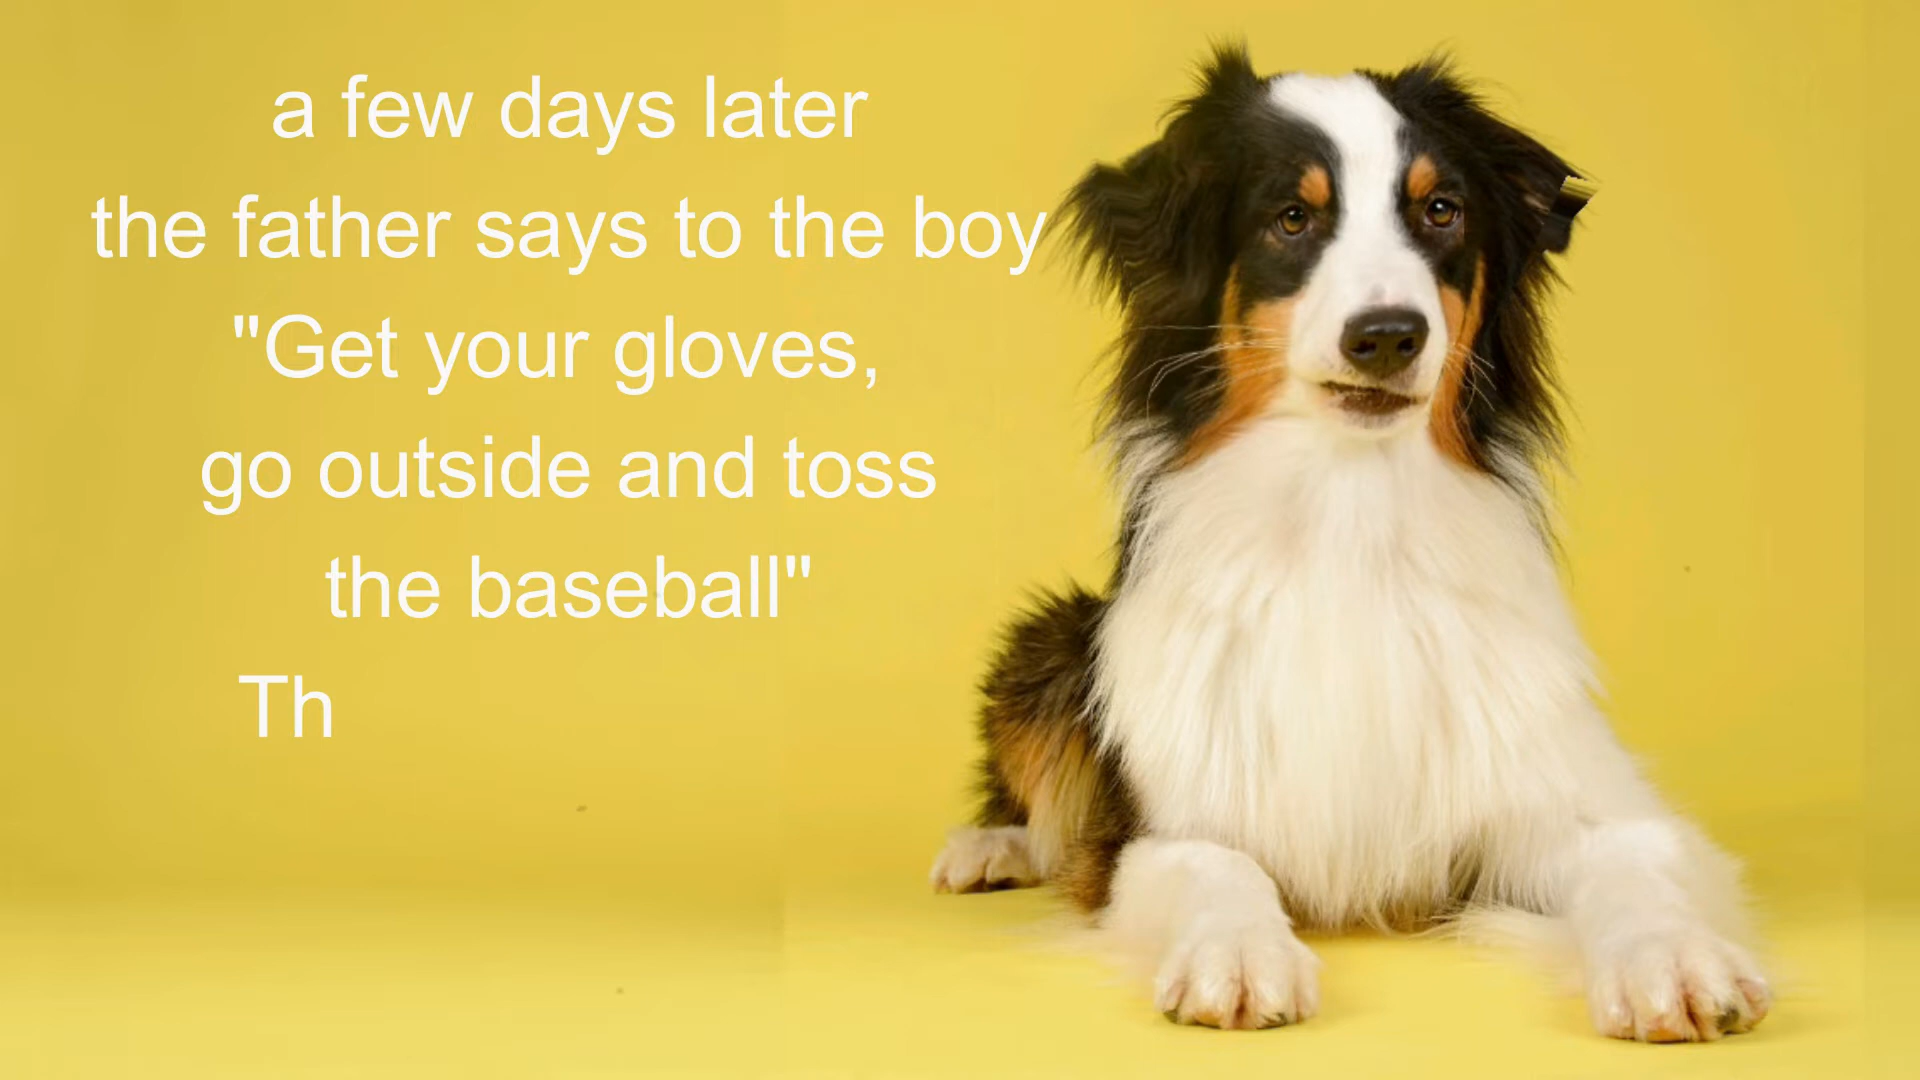 a few days later
the father says to the boy
"Get your gloves,
go outside and toss
the baseball"
Th